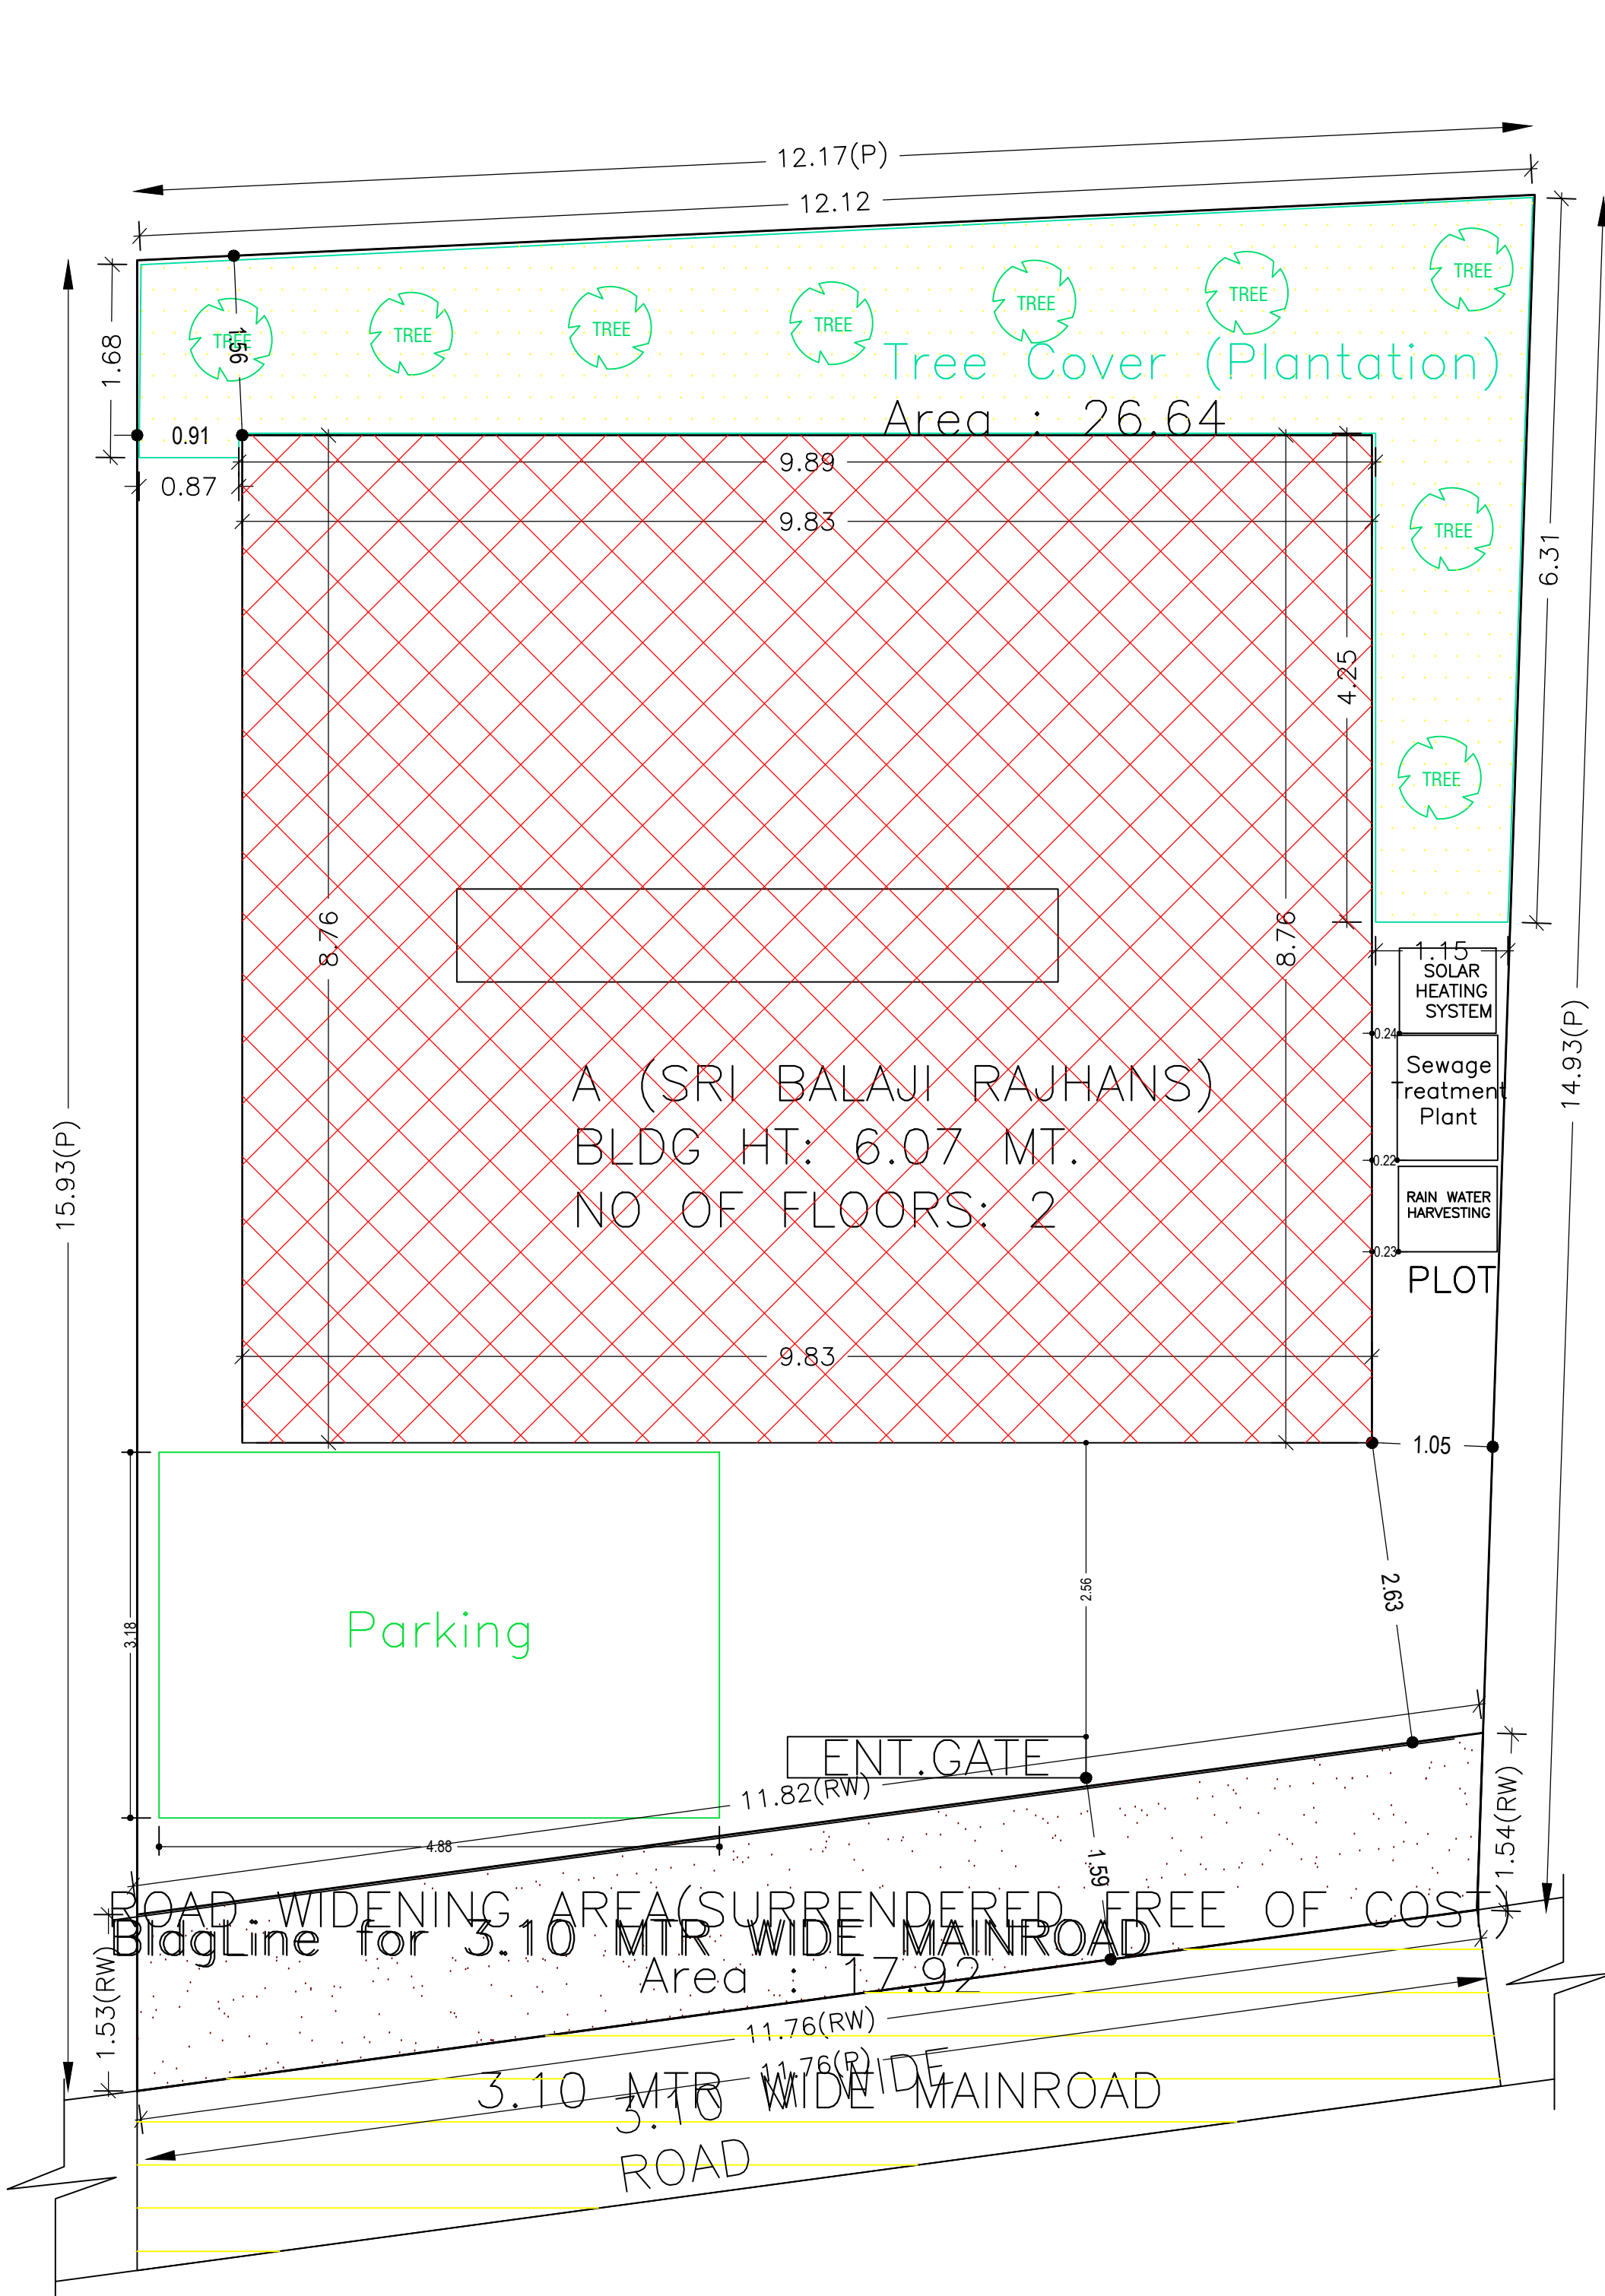 12.17(P)
12.12
TREE
TREE
TREE
TREE
TREE
TREE
TREE
1.56
1.68
Tree Cover (Plantation)
Area : 26.64
0.91
0.87
9.89
9.83
TREE
6.31
4.25
TREE
8.76
8.76
1.15
SOLAR
HEATING
SYSTEM
0.24
Sewage
Treatment
Plant
14.93(P)
A (SRI BALAJI RAJHANS)
BLDG HT: 6.07 MT.
NO OF FLOORS: 2
15.93(P)
0.22
RAIN WATER
HARVESTING
0.23
PLOT
9.83
1.05
2.56
2.63
3.18
Parking
ENT.GATE
11.82(RW)
1.54(RW)
4.88
1.59
ROAD WIDENING AREA(SURRENDERED FREE OF COST)
BldgLine for 3.10 MTR WIDE MAINROAD
Area : 17.92
1.53(RW)
11.76(RW)
11.76(R)
3.10 MTR WIDE MAINROAD
3.10 M WIDE
ROAD